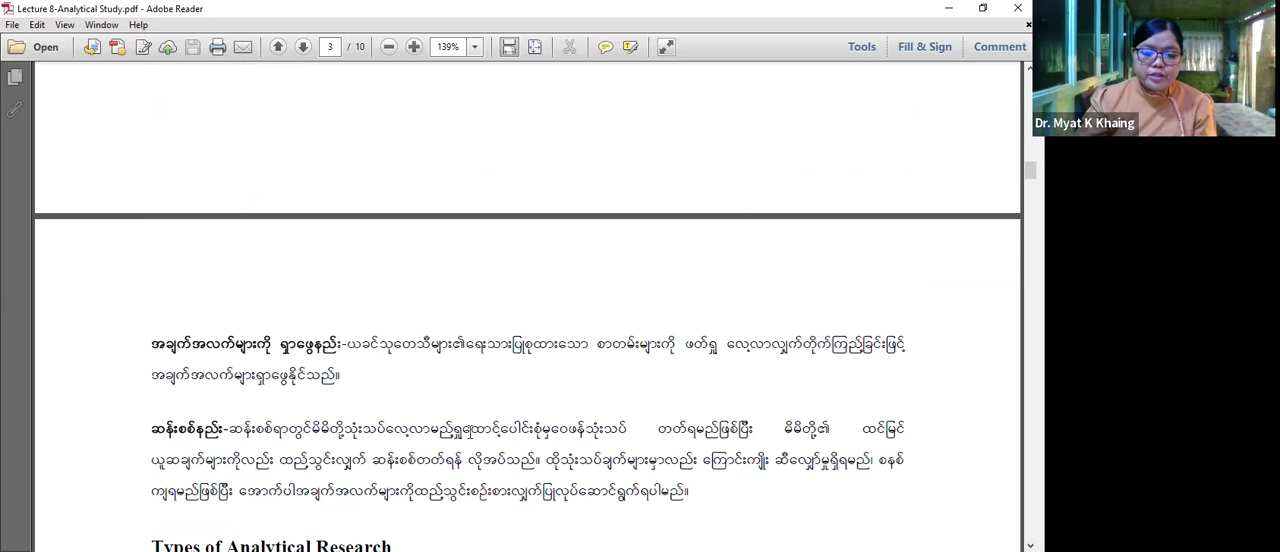 Lecture 8-Analytical Study.pdf - Adobe Reader
File Edit View Window Help
Open 3 / 10 139% Tools Fill & Sign Comment
Dr. Myat K Khaing
အချက်အလက်များကို ရှာဖွေနည်း-ယခင်သုတေသီများ၏ရေးသားပြုစုထားသော စာတမ်းများကို ဖတ်ရှု လေ့လာလျှက်တိုက်ကြည့်ခြင်းဖြင့်
အချက်အလက်များရှာဖွေနိုင်သည်။
ဆန်းစစ်နည်း-ဆန်းစစ်ရာတွင်မိမိတို့သုံးသပ်လေ့လာမည့်ရှုထောင့်ပေါင်းစုံမှဝေဖန်သုံးသပ် တတ်ရမည်ဖြစ်ပြီး မိမိတို့၏ ထင်မြင်
ယူဆချက်များကိုလည်း ထည့်သွင်းလျှက် ဆန်းစစ်တတ်ရန် လိုအပ်သည်။ ထိုသုံးသပ်ချက်များမှာလည်း ကြောင်းကျိုး ဆီလျှော်မှုရှိရမည်၊ စနစ်
ကျရမည်ဖြစ်ပြီး အောက်ပါအချက်အလက်များကိုထည့်သွင်းစဉ်းစားလျှက်ပြုလုပ်ဆောင်ရွက်ရပါမည်။
Types of Analytical Research